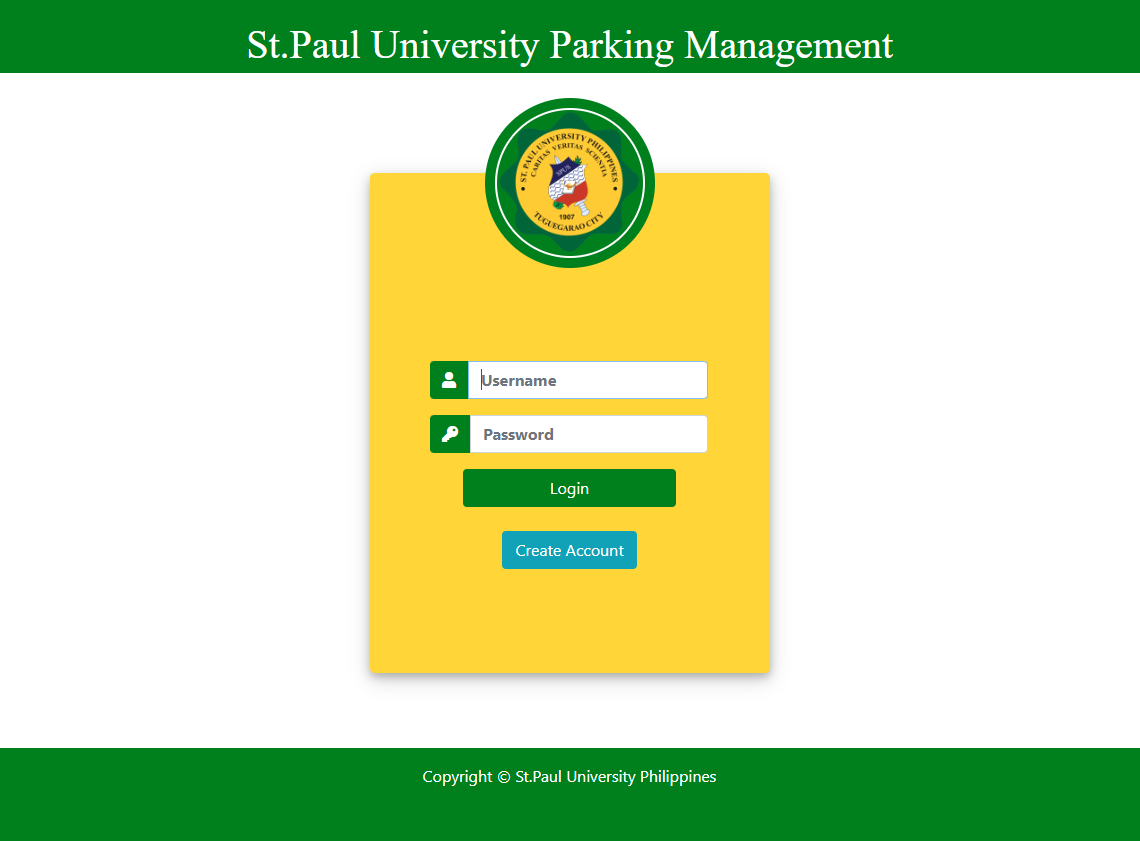 St.Paul University Parking Management
ST. PAUL UNIVERSITY PHILIPPINES
CARITAS VERITAS SCIENTIA
SPUP
1907
TUGUEGARAO CITY
Username
Password
Login
Create Account
Copyright © St.Paul University Philippines